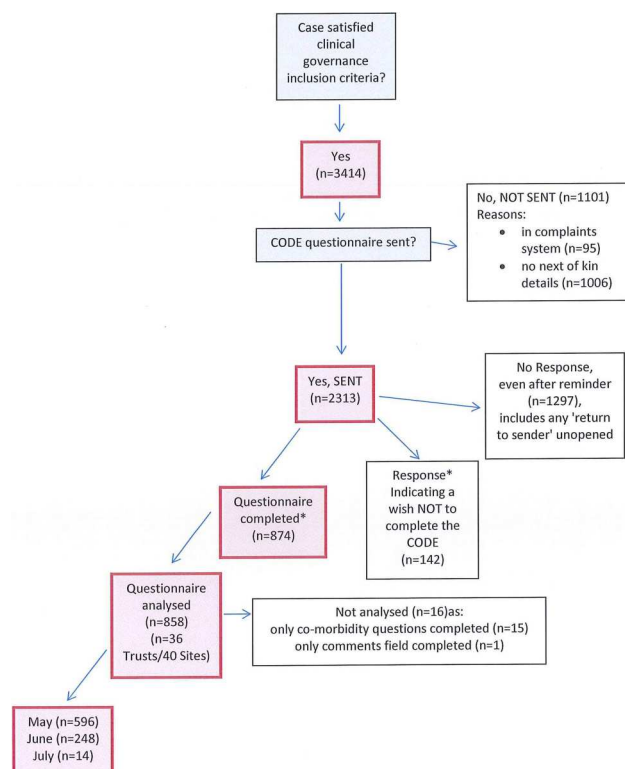 Case satisfied
clinical
governance
inclusion criteria?
Yes
(n=3414)
No, NOT SENT (n=1101)
Reasons:
• in complaints
system (n=95)
• no next of kin
details (n=1006)
CODE questionnaire sent?
Yes, SENT
(n=2313)
No Response,
even after reminder
(n=1297),
includes any 'return
to sender' unopened
Response*
Indicating a
wish NOT to
complete the
CODE
(n=142)
Questionnaire
completed*
(n=874)
Questionnaire
analysed
(n=858)
(n=36
Trusts/40 Sites)
Not analysed (n=16)as:
only co-morbidity questions completed (n=15)
only comments field completed (n=1)
May (n=596)
June (n=248)
July (n=14)